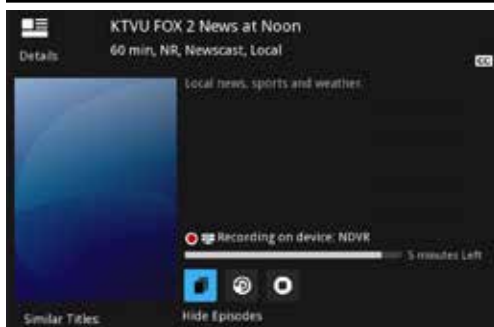 KTVU FOX 2 News at Noon
Details
60 min, NR, Newscast, Local
CC
Local news, sports and weather.
Recording on device: NDVR
5 minutes Left
Similar Titles:
Hide Episodes